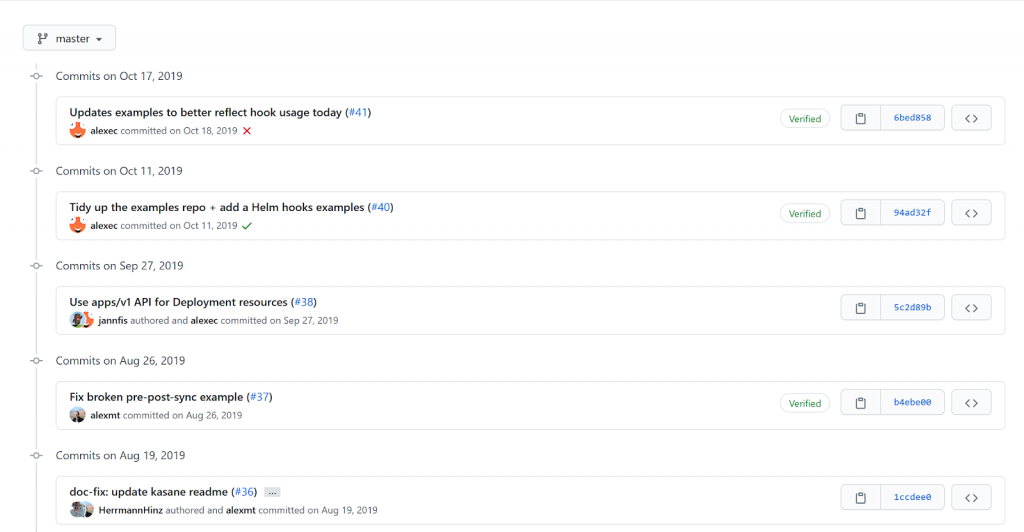 master
Commits on Oct 17, 2019
Updates examples to better reflect hook usage today (#41)
alexec committed on Oct 18, 2019
Verified
6bed858
Commits on Oct 11, 2019
Tidy up the examples repo + add a Helm hooks examples (#40)
alexec committed on Oct 11, 2019
Verified
94ad32f
Commits on Sep 27, 2019
Use apps/v1 API for Deployment resources (#38)
jannfis authored and alexec committed on Sep 27, 2019
5c2d89b
Commits on Aug 26, 2019
Fix broken pre-post-sync example (#37)
alexmt committed on Aug 26, 2019
Verified
b4ebe00
Commits on Aug 19, 2019
doc-fix: update kasane readme (#36) ...
HerrmannHinz authored and alexmt committed on Aug 19, 2019
1ccdee0